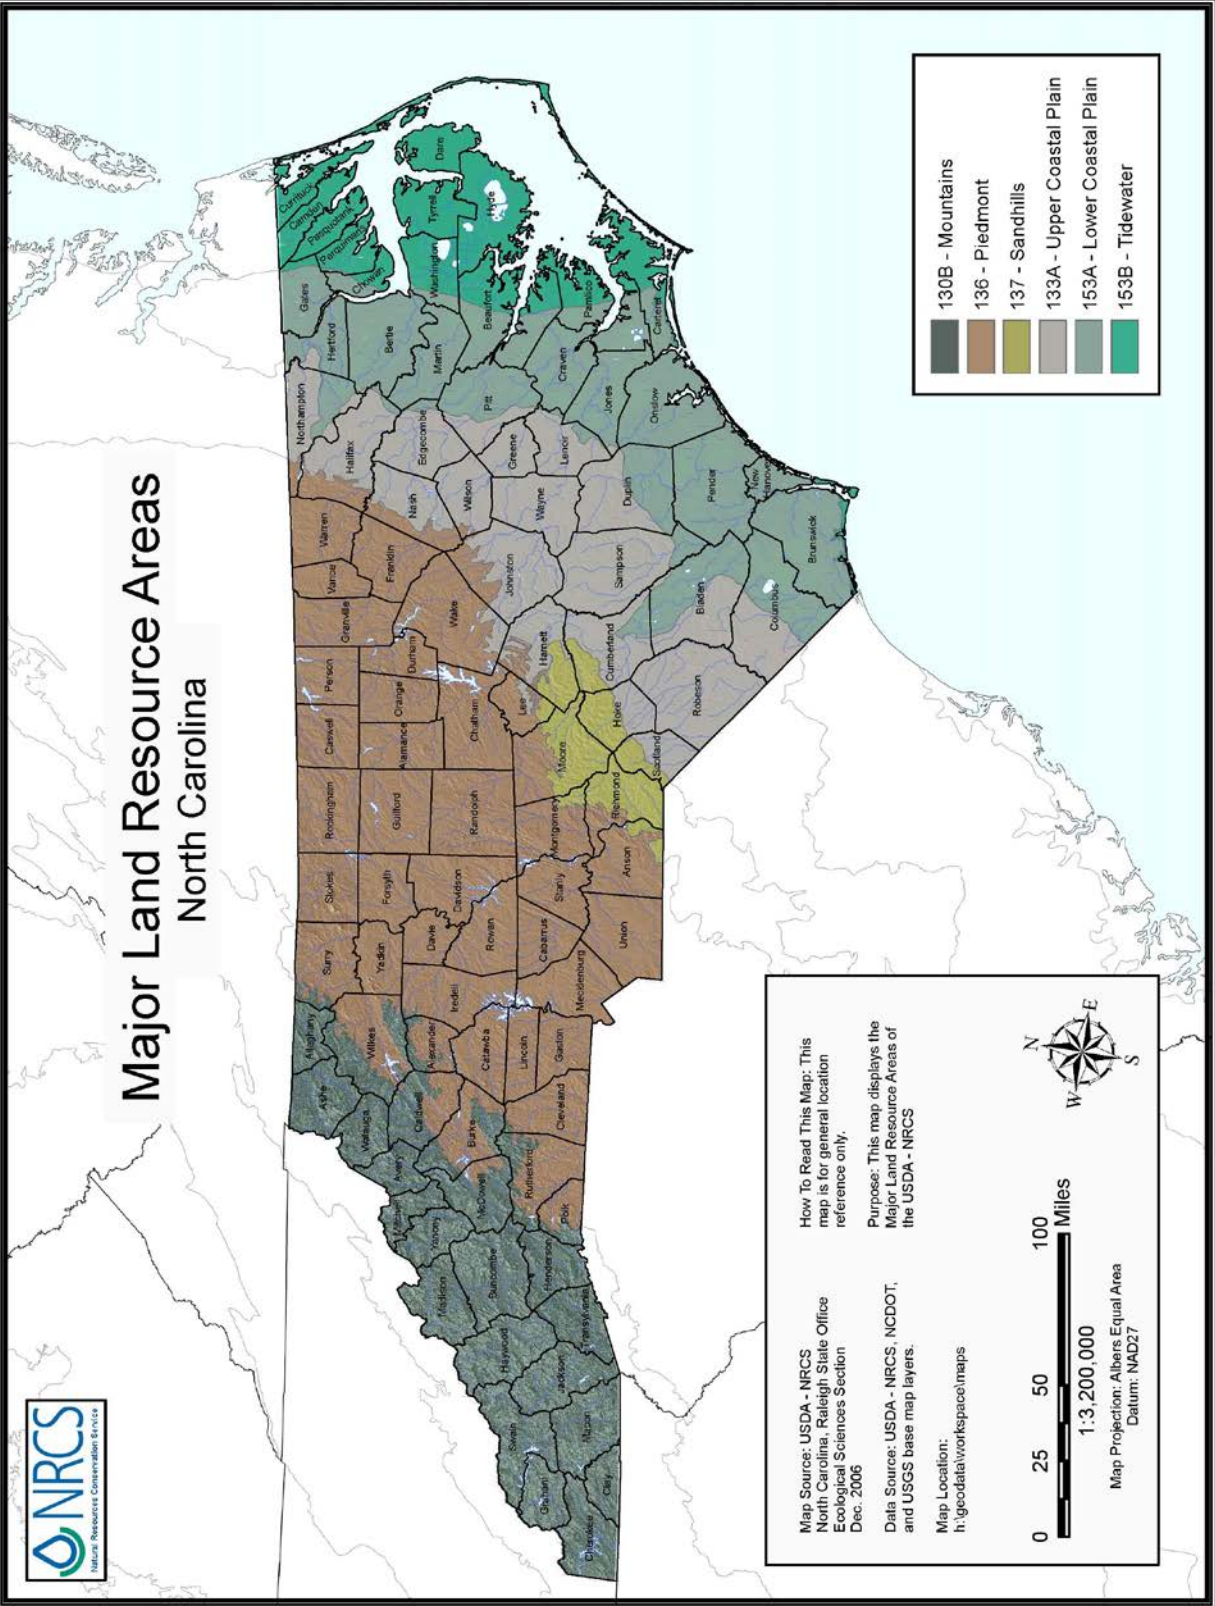 NRCS
Natural Resources Conservation Service
Major Land Resource Areas
North Carolina
Cherokee
Graham
Clay
Swain
Macon
Jackson
Haywood
Transylvania
Madison
Buncombe
Henderson
Yancey
Mitchell
Avery
McDowell
Polk
Rutherford
Burke
Cleveland
Watauga
Caldwell
Ashe
Alleghany
Wilkes
Alexander
Catawba
Lincoln
Gaston
Surry
Yadkin
Iredell
Davie
Rowan
Cabarrus
Mecklenburg
Union
Stokes
Forsyth
Davidson
Stanly
Anson
Rockingham
Guilford
Randolph
Montgomery
Richmond
Caswell
Alamance
Chatham
Moore
Scotland
Person
Orange
Durham
Lee
Hoke
Granville
Vance
Wake
Harnett
Cumberland
Robeson
Warren
Franklin
Johnston
Sampson
Bladen
Columbus
Northampton
Halifax
Nash
Edgecombe
Wilson
Wayne
Greene
Lenoir
Duplin
Pender
New
Hanover
Brunswick
Gates
Hertford
Bertie
Martin
Pitt
Craven
Jones
Onslow
Currituck
Camden
Pasquotank
Perquimans
Chowan
Washington
Tyrrell
Dare
Hyde
Beaufort
Pamlico
Carteret
130B - Mountains
136 - Piedmont
137 - Sandhills
133A - Upper Coastal Plain
153A - Lower Coastal Plain
153B - Tidewater
Map Source: USDA - NRCS
North Carolina, Raleigh State Office
Ecological Sciences Section
Dec. 2006
Data Source: USDA - NRCS, NCDOT,
and USGS base map layers.
Map Location:
h:\geodata\workspace\maps
How To Read This Map: This
map is for general location
reference only.
Purpose: This map displays the
Major Land Resource Areas of
the USDA - NRCS
N
W
E
S
0 25 50 100
Miles
1:3,200,000
Map Projection: Albers Equal Area
Datum: NAD27